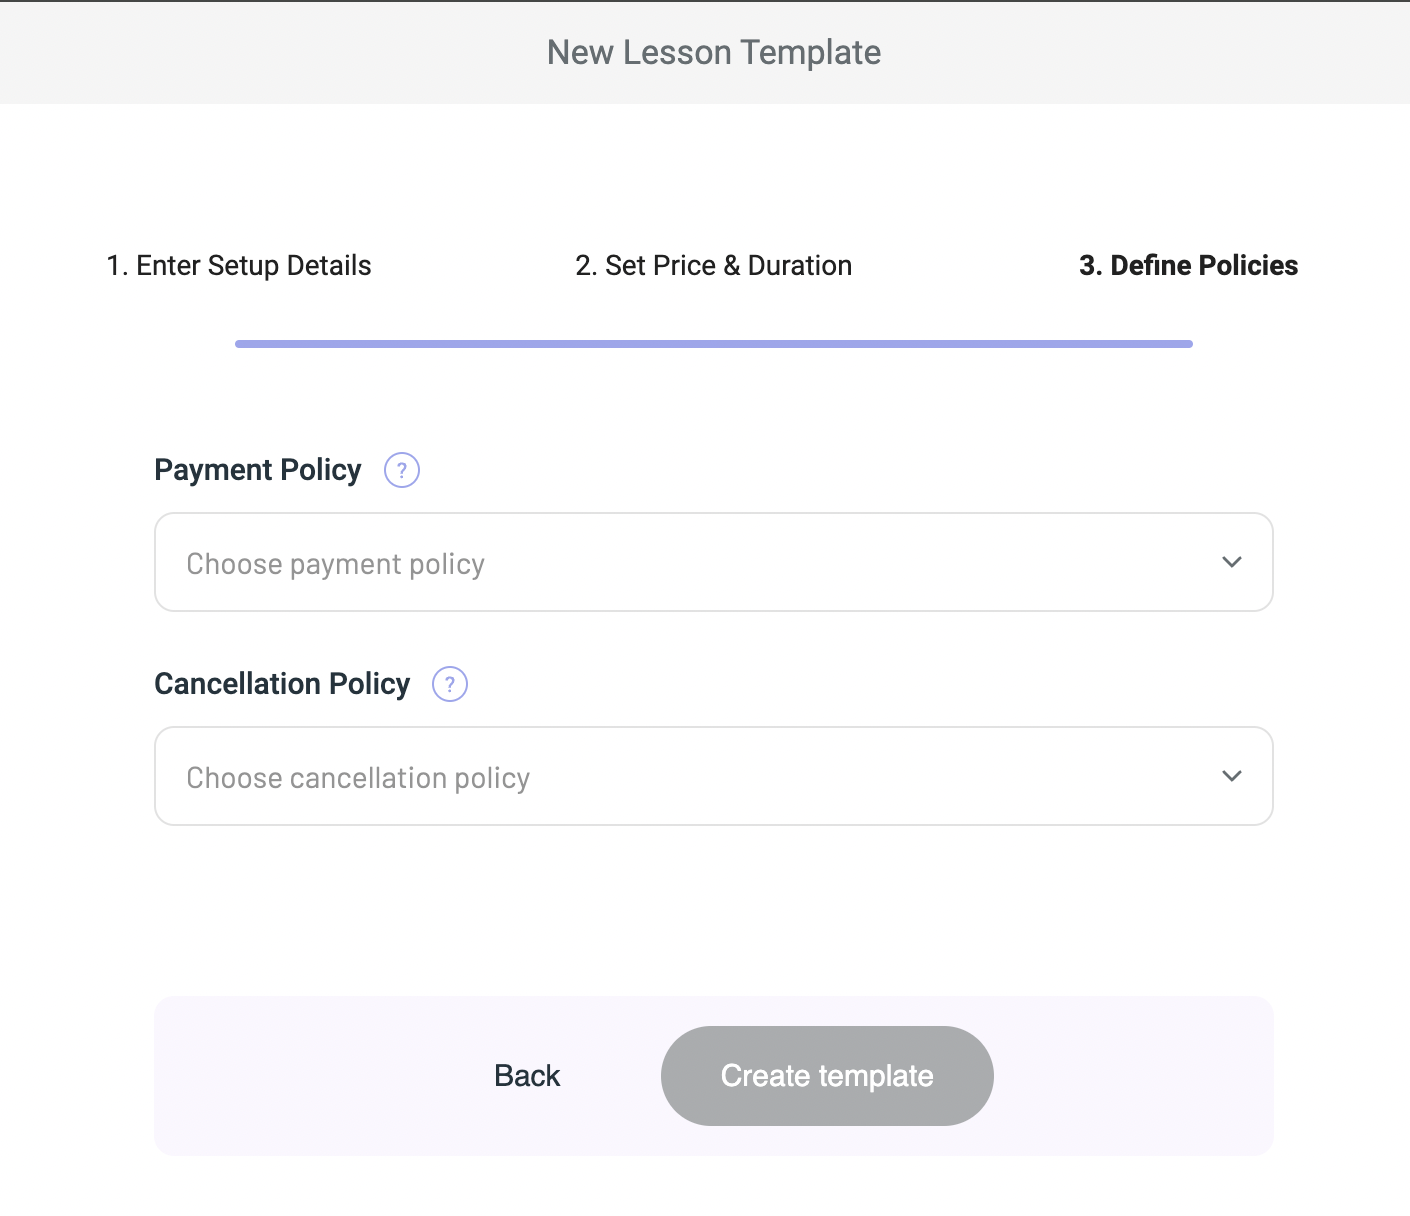 New Lesson Template
1. Enter Setup Details
2. Set Price & Duration
3. Define Policies
Payment Policy ?
Choose payment policy
Cancellation Policy ?
Choose cancellation policy
Back
Create template